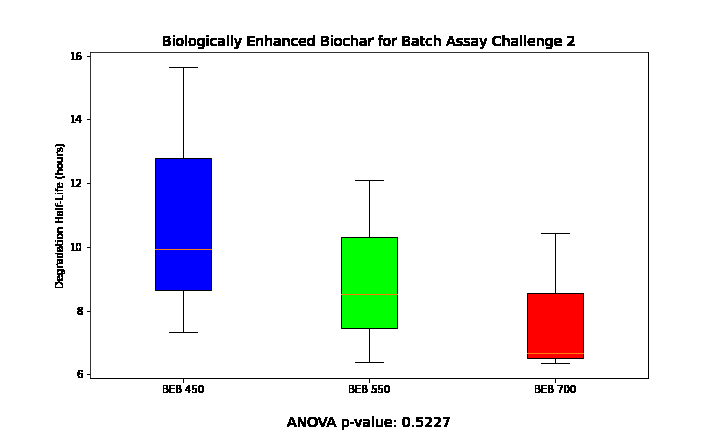 Biologically Enhanced Biochar for Batch Assay Challenge 2
Degradation Half-Life (hours)
16
14
12
10
8
6
BEB 450 BEB 550 BEB 700
ANOVA p-value: 0.5227